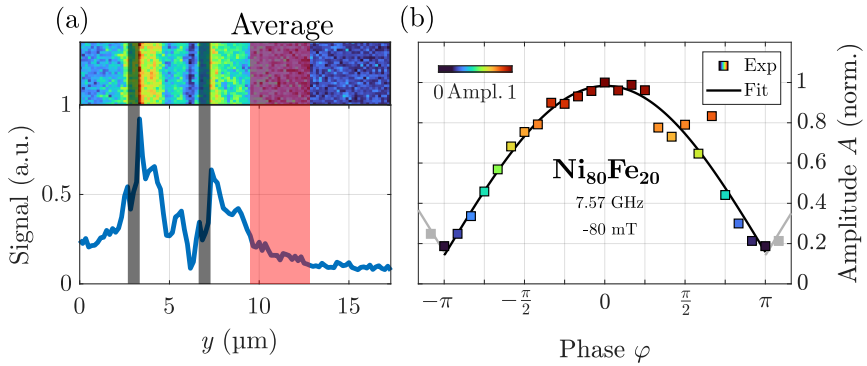 (a)
Average
1
0.5
0
Signal (a.u.)
0 5 10 15
y (µm)
(b)
0 Ampl. 1
Exp
Fit
Ni80Fe20
7.57 GHz
-80 mT
1
0.8
0.6
0.4
0.2
0
Amplitude A (norm.)
−π −π/2 0 π/2 π
Phase φ